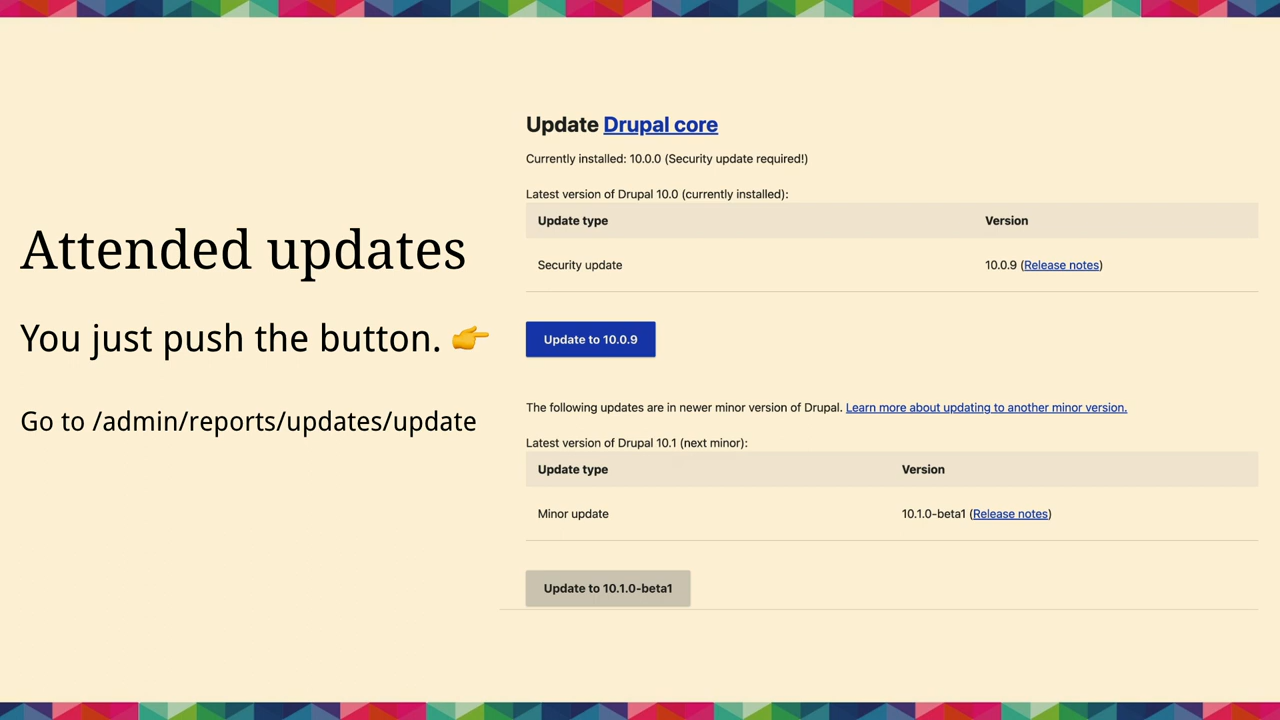 Attended updates
You just push the button. 👉
Go to /admin/reports/updates/update
Update Drupal core
Currently installed: 10.0.0 (Security update required!)
Latest version of Drupal 10.0 (currently installed):
Update type Version
Security update 10.0.9 (Release notes)
Update to 10.0.9
The following updates are in newer minor version of Drupal. Learn more about updating to another minor version.
Latest version of Drupal 10.1 (next minor):
Update type Version
Minor update 10.1.0-beta1 (Release notes)
Update to 10.1.0-beta1